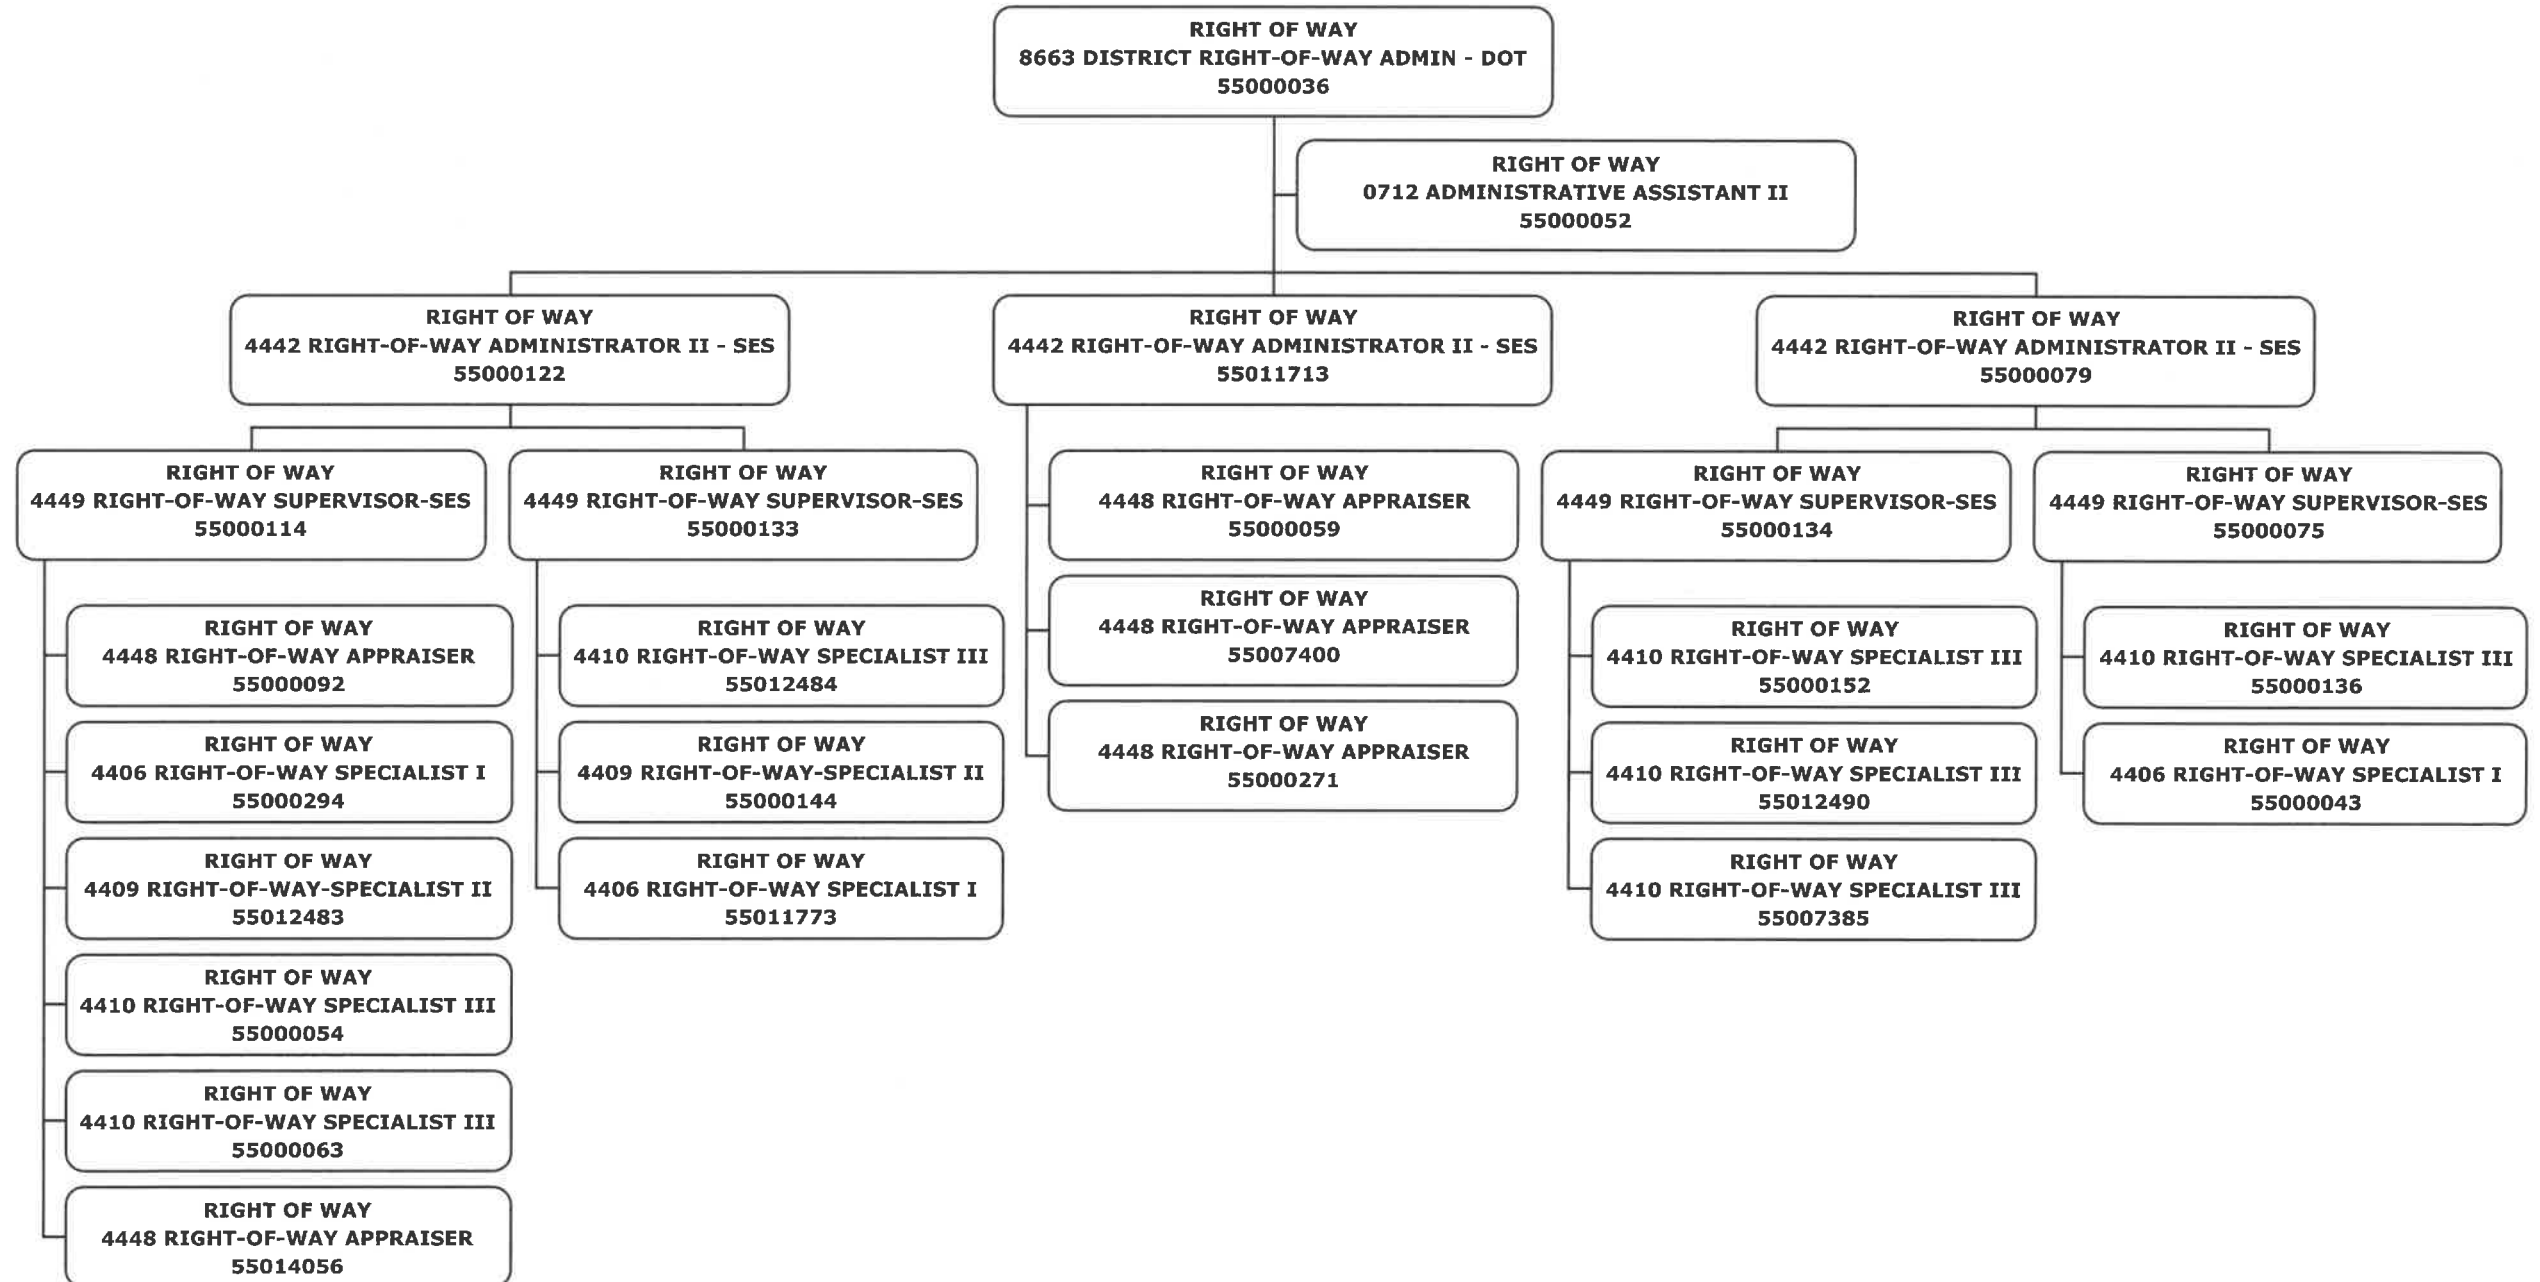 RIGHT OF WAY
8663 DISTRICT RIGHT-OF-WAY ADMIN - DOT
55000036
RIGHT OF WAY
0712 ADMINISTRATIVE ASSISTANT II
55000052
RIGHT OF WAY
4442 RIGHT-OF-WAY ADMINISTRATOR II - SES
55000122
RIGHT OF WAY
4442 RIGHT-OF-WAY ADMINISTRATOR II - SES
55011713
RIGHT OF WAY
4442 RIGHT-OF-WAY ADMINISTRATOR II - SES
55000079
RIGHT OF WAY
4449 RIGHT-OF-WAY SUPERVISOR-SES
55000114
RIGHT OF WAY
4449 RIGHT-OF-WAY SUPERVISOR-SES
55000133
RIGHT OF WAY
4448 RIGHT-OF-WAY APPRAISER
55000059
RIGHT OF WAY
4449 RIGHT-OF-WAY SUPERVISOR-SES
55000134
RIGHT OF WAY
4449 RIGHT-OF-WAY SUPERVISOR-SES
55000075
RIGHT OF WAY
4448 RIGHT-OF-WAY APPRAISER
55000092
RIGHT OF WAY
4406 RIGHT-OF-WAY SPECIALIST I
55000294
RIGHT OF WAY
4409 RIGHT-OF-WAY-SPECIALIST II
55012483
RIGHT OF WAY
4410 RIGHT-OF-WAY SPECIALIST III
55000054
RIGHT OF WAY
4410 RIGHT-OF-WAY SPECIALIST III
55000063
RIGHT OF WAY
4448 RIGHT-OF-WAY APPRAISER
55014056
RIGHT OF WAY
4410 RIGHT-OF-WAY SPECIALIST III
55012484
RIGHT OF WAY
4409 RIGHT-OF-WAY-SPECIALIST II
55000144
RIGHT OF WAY
4406 RIGHT-OF-WAY SPECIALIST I
55011773
RIGHT OF WAY
4448 RIGHT-OF-WAY APPRAISER
55007400
RIGHT OF WAY
4448 RIGHT-OF-WAY APPRAISER
55000271
RIGHT OF WAY
4410 RIGHT-OF-WAY SPECIALIST III
55000152
RIGHT OF WAY
4410 RIGHT-OF-WAY SPECIALIST III
55012490
RIGHT OF WAY
4410 RIGHT-OF-WAY SPECIALIST III
55007385
RIGHT OF WAY
4410 RIGHT-OF-WAY SPECIALIST III
55000136
RIGHT OF WAY
4406 RIGHT-OF-WAY SPECIALIST I
55000043